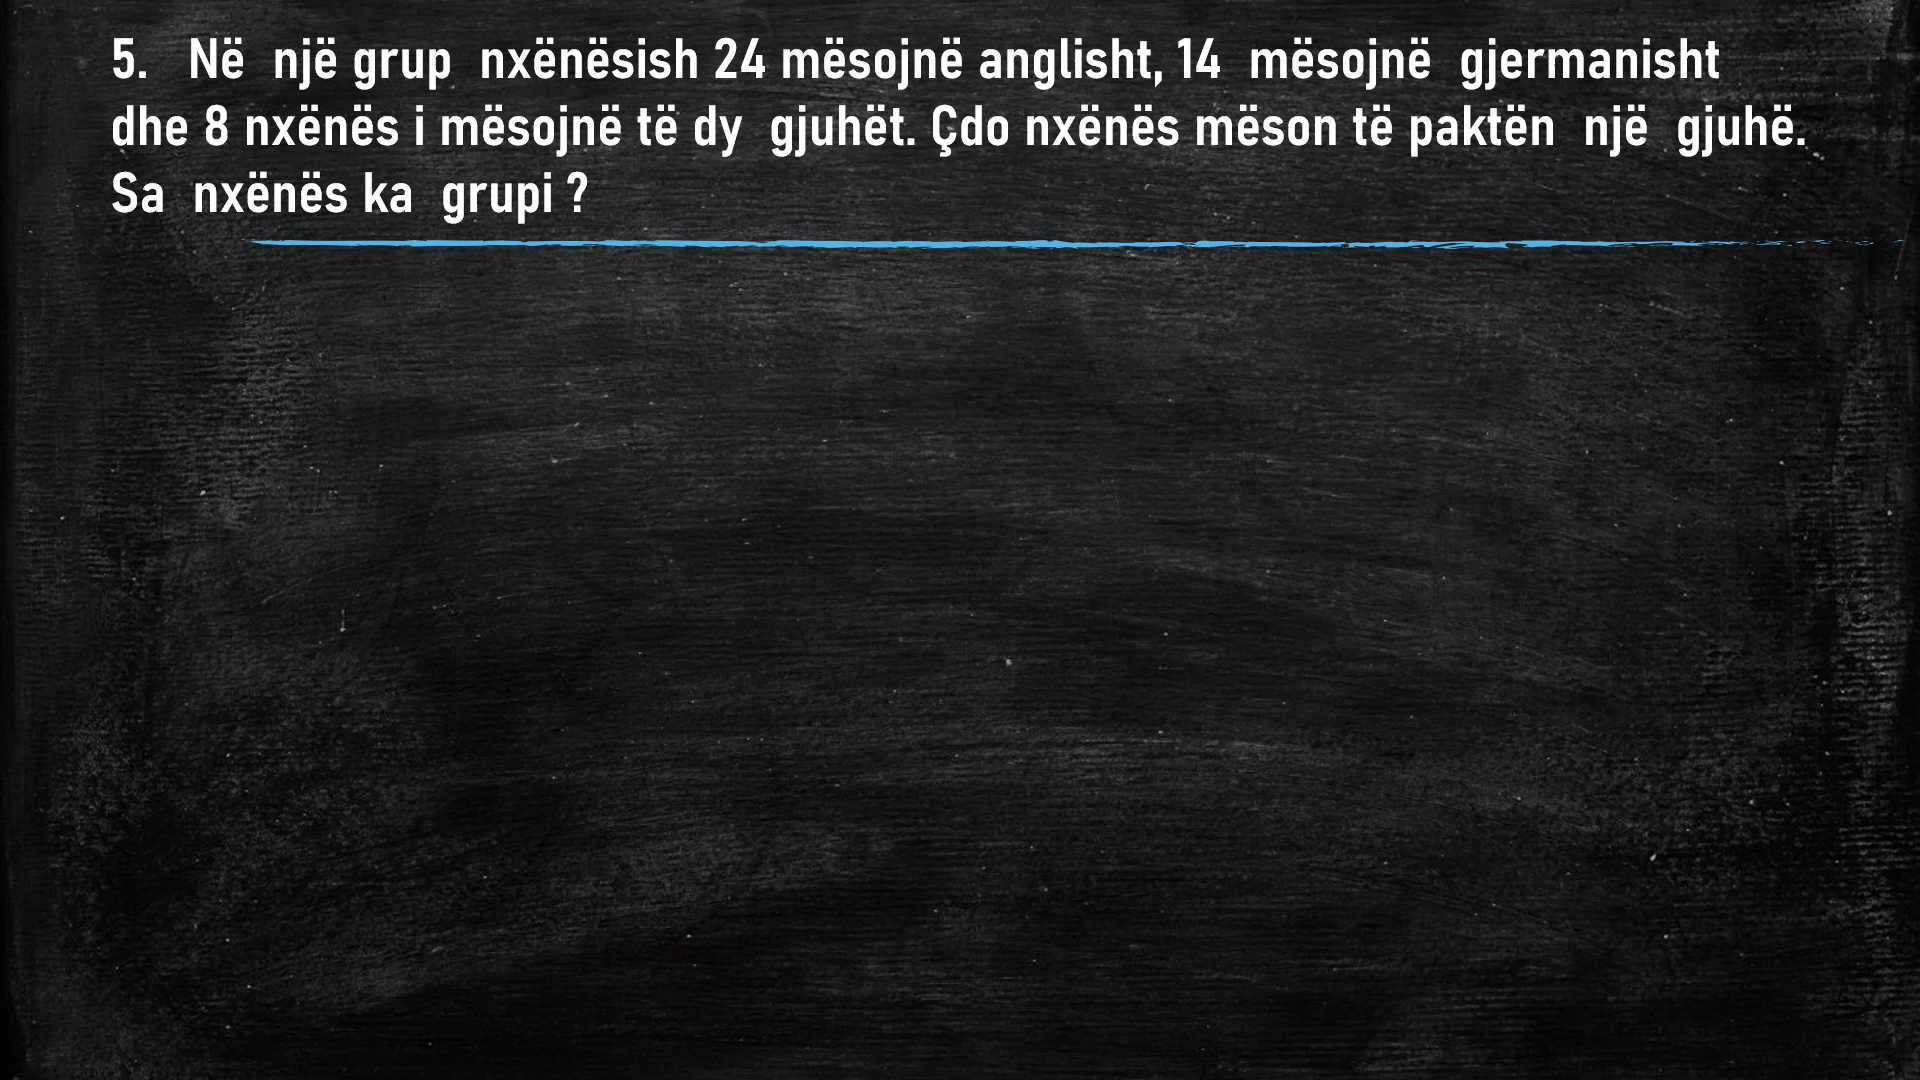 5. Në një grup nxënësish 24 mësojnë anglisht, 14 mësojnë gjermanisht
dhe 8 nxënës i mësojnë të dy gjuhët. Çdo nxënës mëson të paktën një gjuhë.
Sa nxënës ka grupi ?